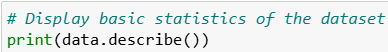 # Display basic statistics of the dataset
print(data.describe())